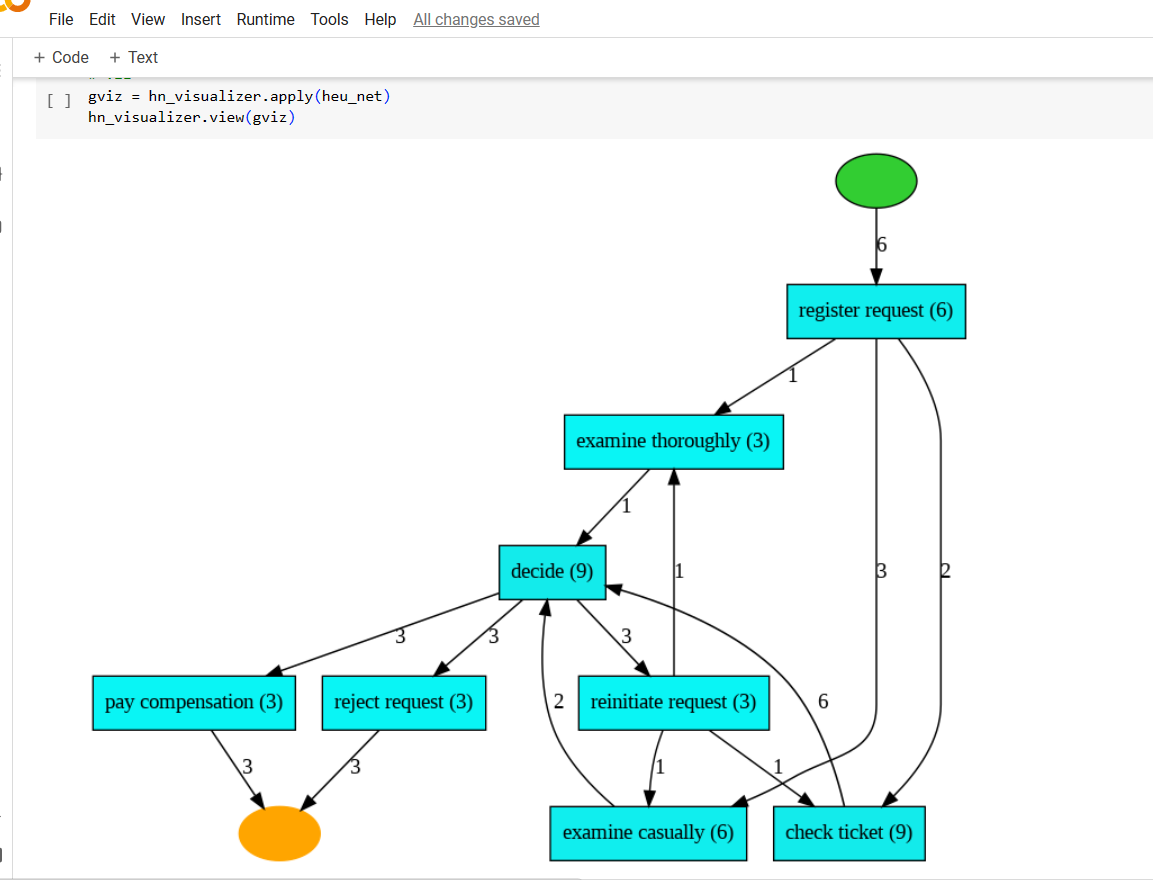 File Edit View Insert Runtime Tools Help All changes saved
+ Code + Text
[ ] gviz = hn_visualizer.apply(heu_net)
hn_visualizer.view(gviz)
6
register request (6)
1
examine thoroughly (3)
1
decide (9)
1
3
2
3
3
3
pay compensation (3)
reject request (3)
2
reinitiate request (3)
6
3
3
1
1
examine casually (6)
check ticket (9)